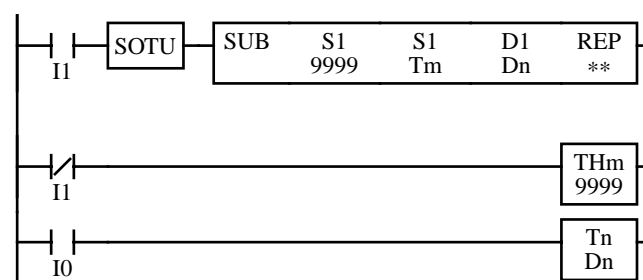 SOTU SUB S1 S1 D1 REP
9999 Tm Dn **
I1
THm
9999
I1
Tn
Dn
I0